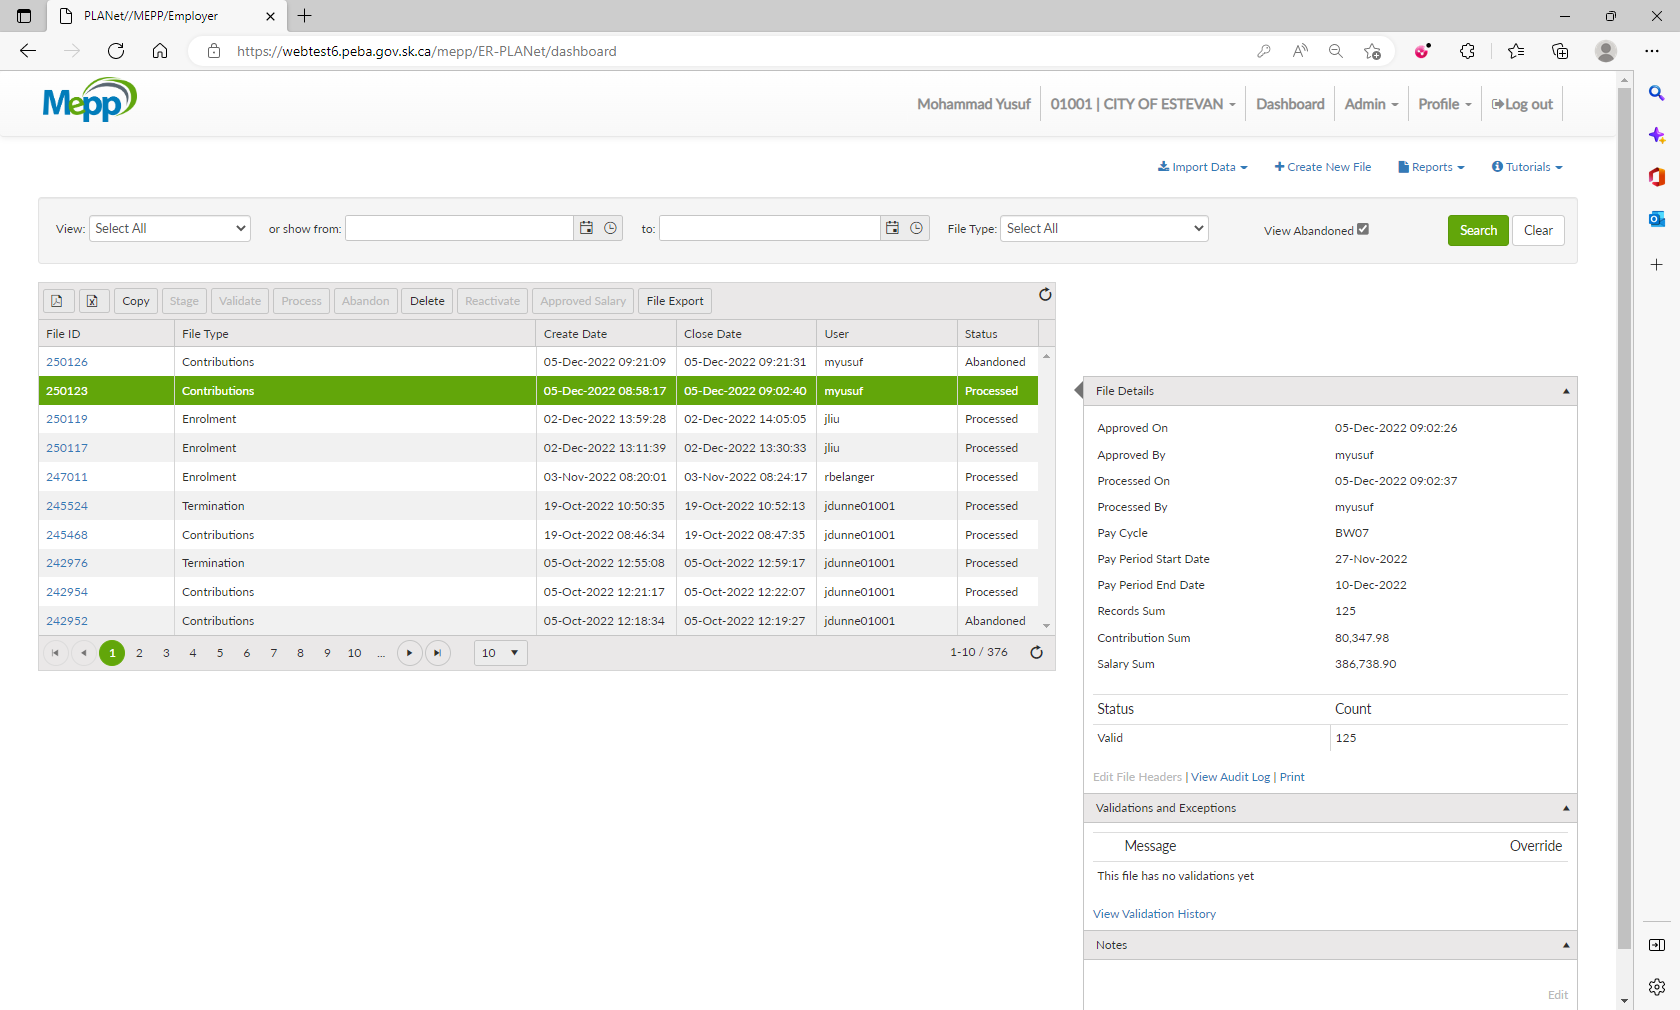 PLANet//MEPP/Employer
https://webtest6.peba.gov.sk.ca/mepp/ER-PLANet/dashboard
Mepp
Mohammad Yusuf 01001 | CITY OF ESTEVAN Dashboard Admin Profile Log out
Import Data Create New File Reports Tutorials
View: Select All or show from: to: File Type: Select All View Abandoned Search Clear
Copy Stage Validate Process Abandon Delete Reactivate Approved Salary File Export
File ID File Type Create Date Close Date User Status
250126 Contributions 05-Dec-2022 09:21:09 05-Dec-2022 09:21:31 myusuf Abandoned
250123 Contributions 05-Dec-2022 08:58:17 05-Dec-2022 09:02:40 myusuf Processed
250119 Enrolment 02-Dec-2022 13:59:28 02-Dec-2022 14:05:05 jliu Processed
250117 Enrolment 02-Dec-2022 13:11:39 02-Dec-2022 13:30:33 jliu Processed
247011 Enrolment 03-Nov-2022 08:20:01 03-Nov-2022 08:24:17 rbelanger Processed
245524 Termination 19-Oct-2022 10:50:35 19-Oct-2022 10:52:13 jdunne01001 Processed
245468 Contributions 19-Oct-2022 08:46:34 19-Oct-2022 08:47:35 jdunne01001 Processed
242976 Termination 05-Oct-2022 12:55:08 05-Oct-2022 12:59:17 jdunne01001 Processed
242954 Contributions 05-Oct-2022 12:21:17 05-Oct-2022 12:22:07 jdunne01001 Processed
242952 Contributions 05-Oct-2022 12:18:34 05-Oct-2022 12:19:27 jdunne01001 Abandoned
1 2 3 4 5 6 7 8 9 10 ... 10 1-10 / 376
File Details
Approved On 05-Dec-2022 09:02:26
Approved By myusuf
Processed On 05-Dec-2022 09:02:37
Processed By myusuf
Pay Cycle BW07
Pay Period Start Date 27-Nov-2022
Pay Period End Date 10-Dec-2022
Records Sum 125
Contribution Sum 80,347.98
Salary Sum 386,738.90
Status Count
Valid 125
Edit File Headers | View Audit Log | Print
Validations and Exceptions
Message Override
This file has no validations yet
View Validation History
Notes
Edit